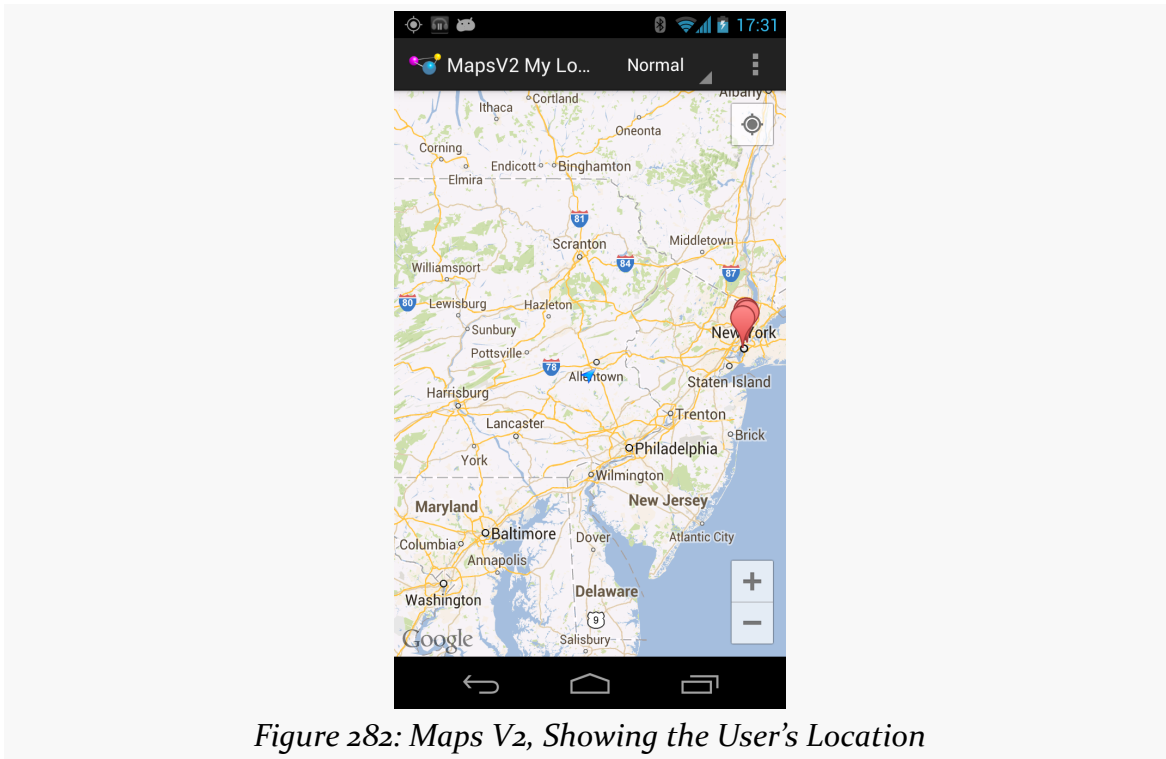 17:31
MapsV2 My Lo... Normal
Albany
Cortland
Ithaca
Oneonta
Corning
Endicott
Binghamton
Elmira
81
Scranton
Middletown
84
87
Williamsport
80
Lewisburg
Hazleton
Sunbury
New York
Pottsville
78
Allentown
Staten Island
Harrisburg
Trenton
Lancaster
Brick
Philadelphia
York
Wilmington
New Jersey
Maryland
Baltimore
Dover
Atlantic City
Columbia
Annapolis
Washington
Delaware
9
Google
Salisbury
Figure 282: Maps V2, Showing the User's Location